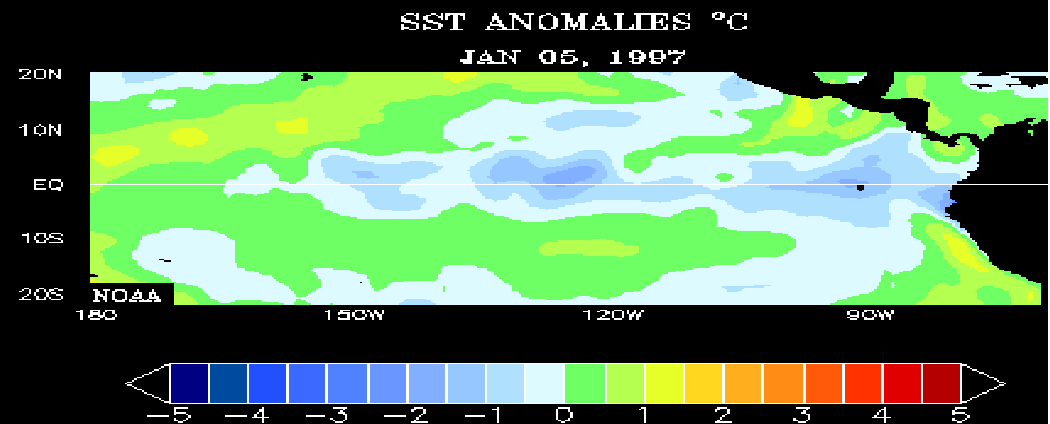 SST ANOMALIES °C
JAN 05, 1997
20N
10N
EQ
10S
20S
NOAA
180 150W 120W 90W
-5 -4 -3 -2 -1 0 1 2 3 4 5